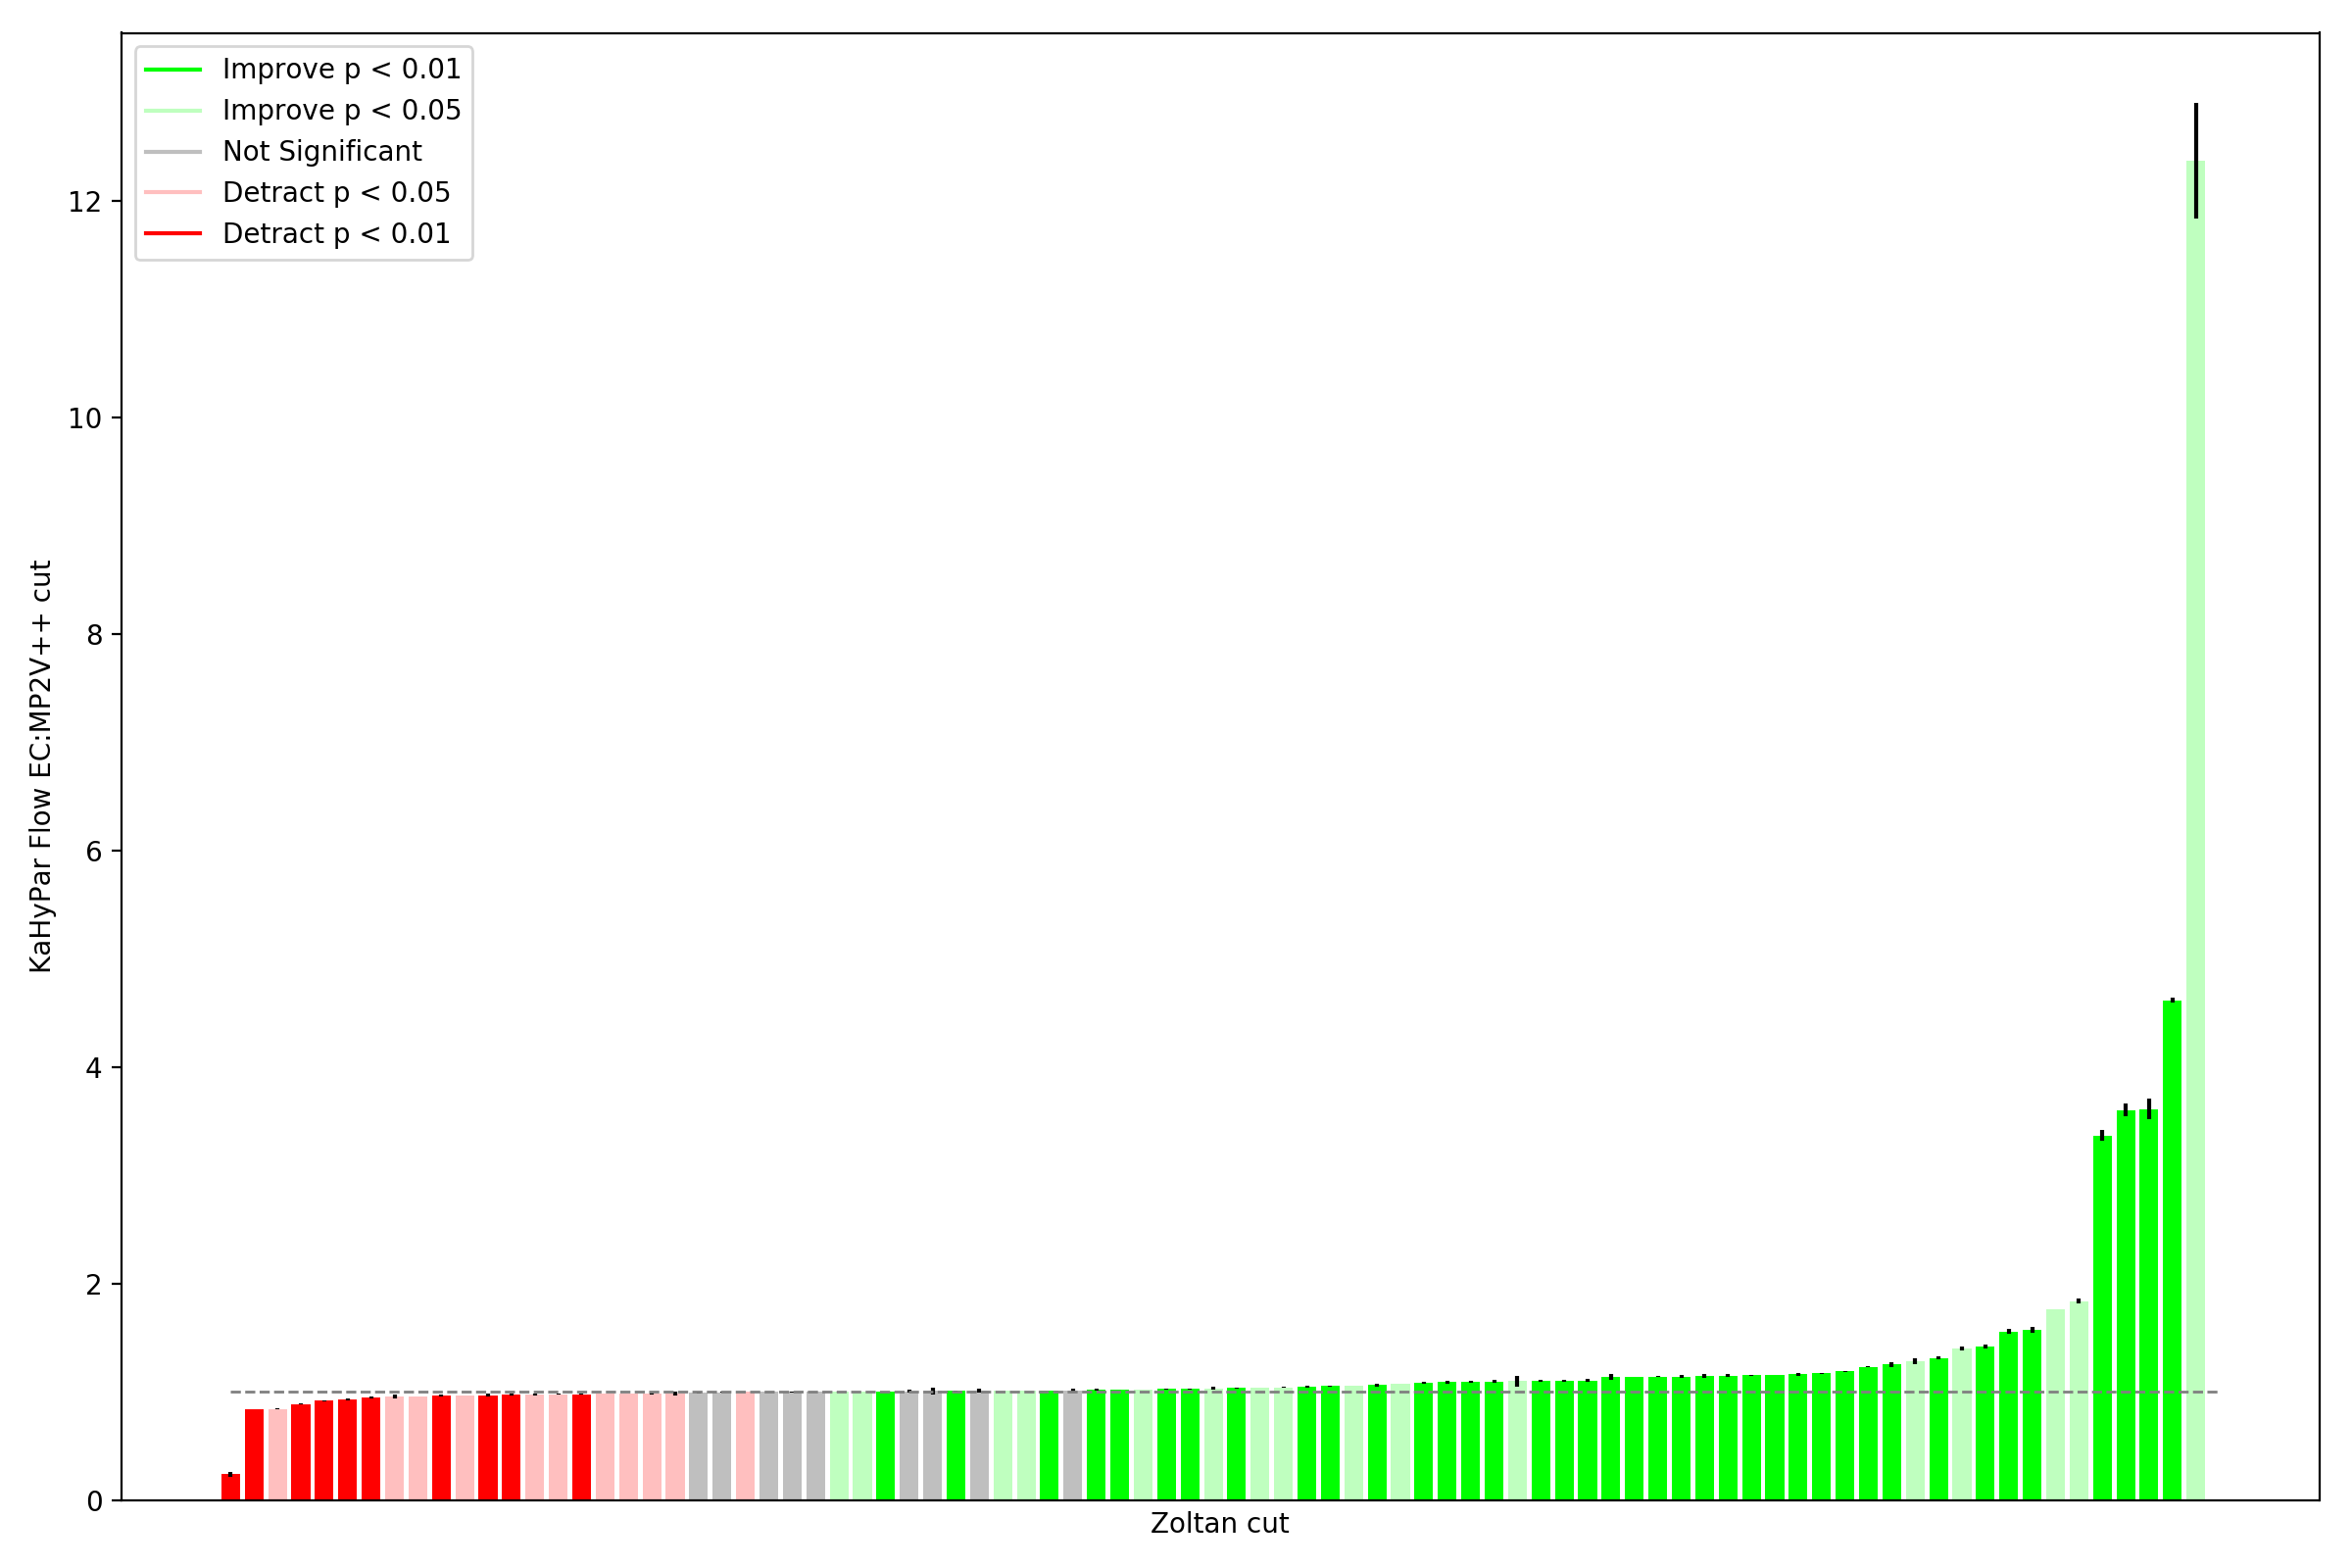 Improve p < 0.01
Improve p < 0.05
Not Significant
Detract p < 0.05
Detract p < 0.01
12
10
8
6
4
2
0
KaHyPar Flow EC:MP2V++ cut
Zoltan cut